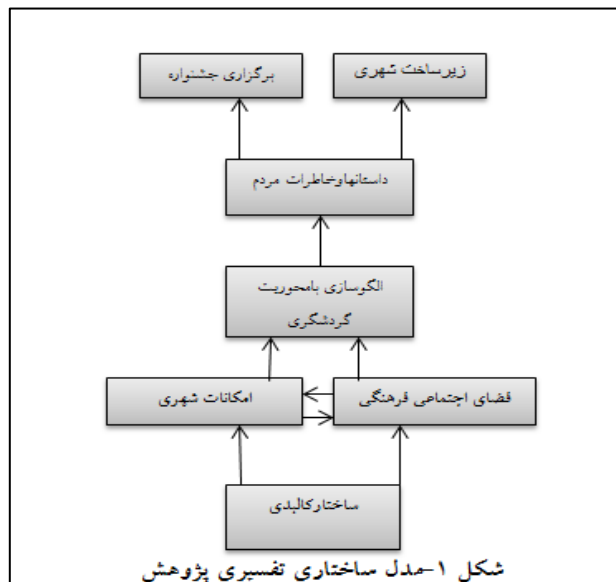 زیرساخت شهری
برگزاری جشنواره
داستانهاوخاطرات مردم
الگوسازی بامحوریت
گردشگری
فضای اجتماعی فرهنگی
امکانات شهری
ساختارکالبدی
شکل ۱-مدل ساختاری تفسیری پژوهش